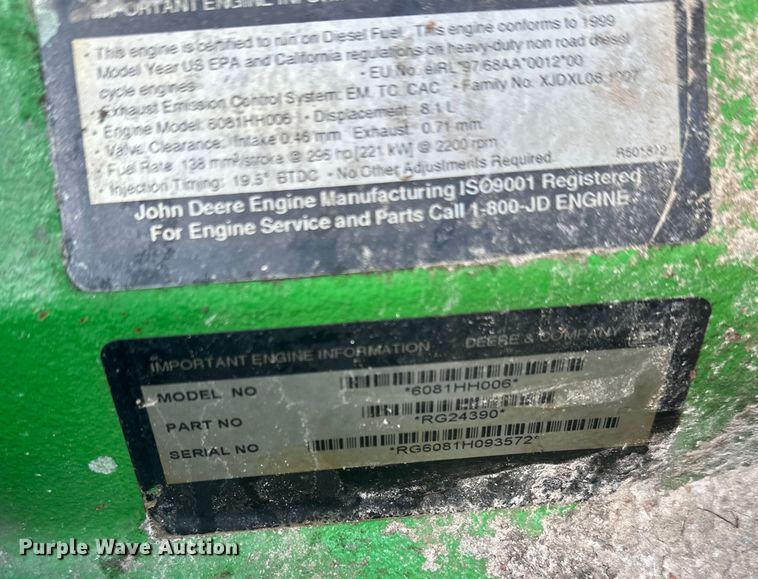 IMPORTANT ENGINE INFORMATION
• This engine is certified to run on Diesel Fuel. This engine conforms to 1999
Model Year US EPA and California regulations on heavy-duty non road diesel
cycle engines. • EU No. e1RL*97/68AA*0012*00
• Exhaust Emission Control System: EM, TC, CAC • Family No: XJDXL08.1007
• Engine Model: 6081HH006 • Displacement: 8.1 L
• Valve Clearance: Intake 0.46 mm Exhaust: 0.71 mm
• Fuel Rate: 138 mm³/stroke @ 296 hp [221 kW] @ 2200 rpm
• Injection Timing: 19.5° BTDC • No Other Adjustments Required R501812
John Deere Engine Manufacturing ISO9001 Registered
For Engine Service and Parts Call 1-800-JD ENGINE
IMPORTANT ENGINE INFORMATION DEERE & COMPANY
MODEL NO *6081HH006*
PART NO *RG24390*
SERIAL NO *RG6081H093572*
Purple Wave Auction